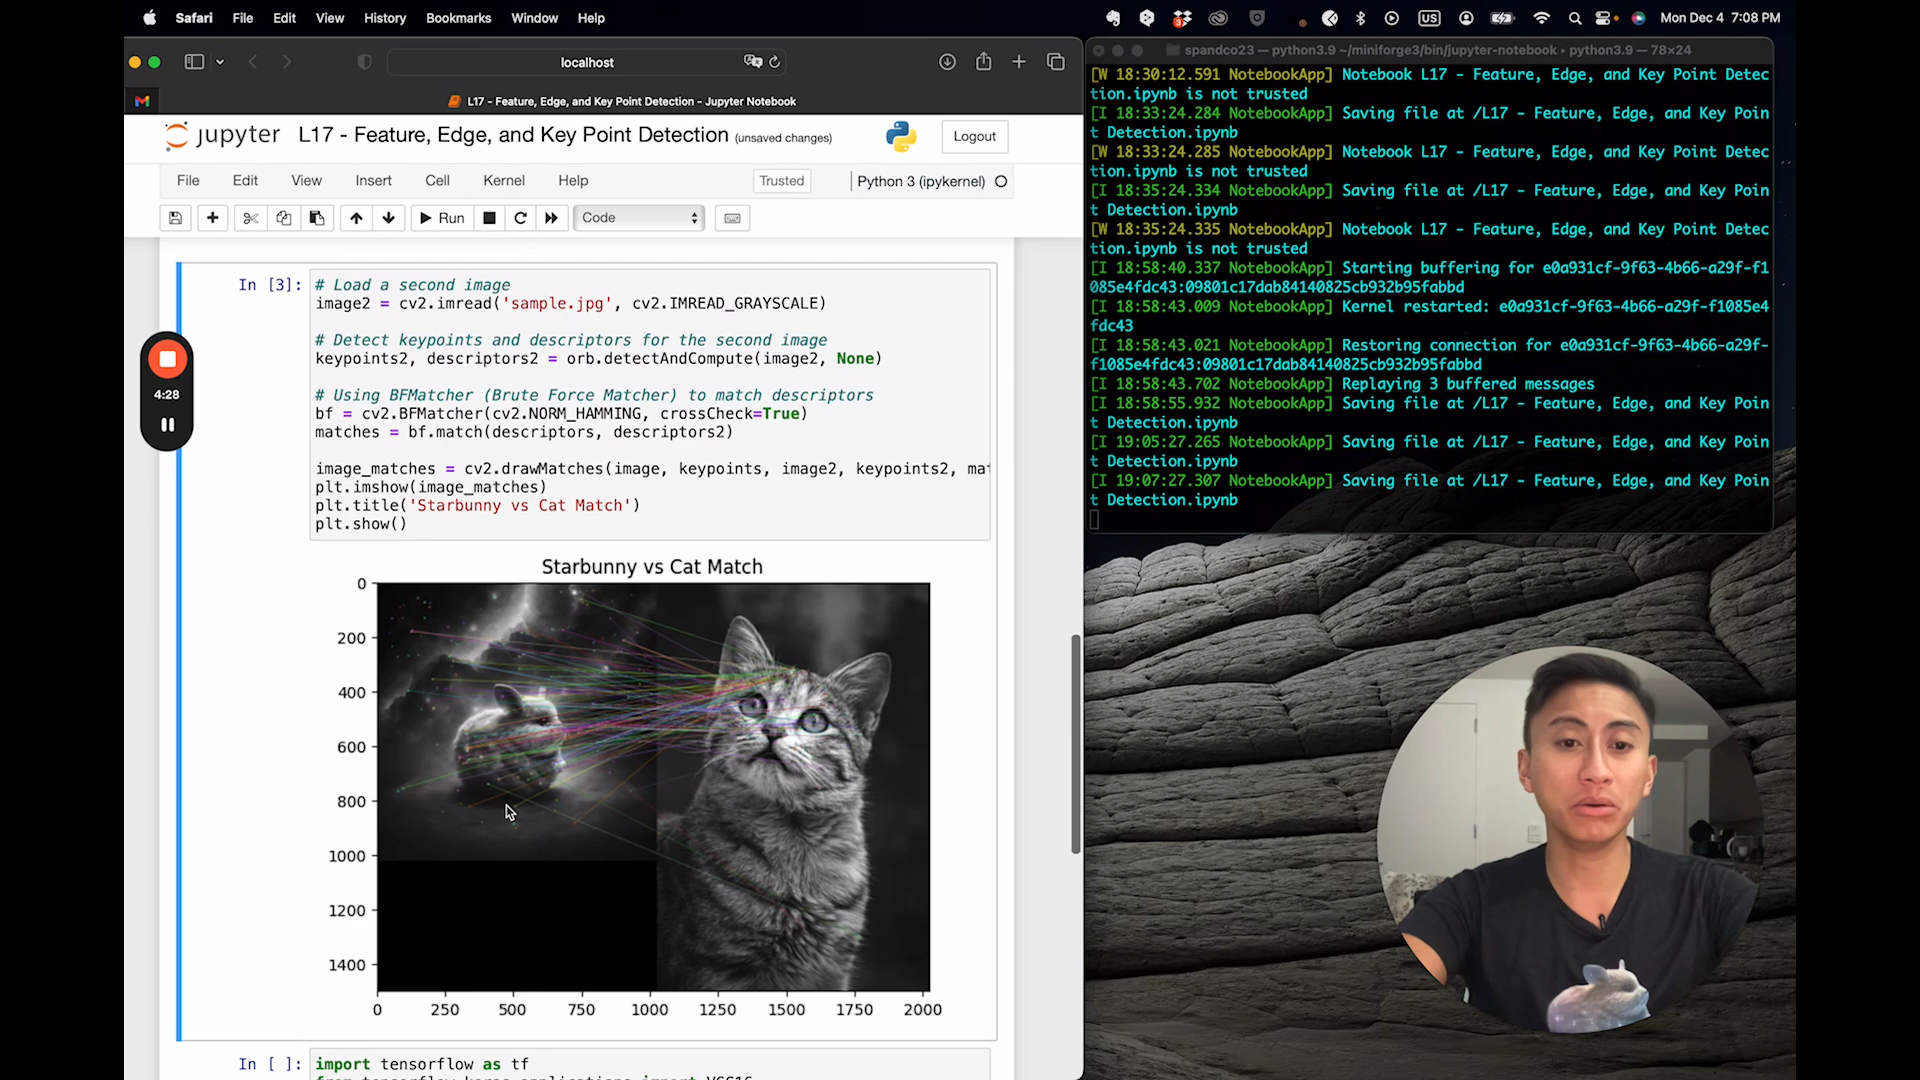 Safari File Edit View History Bookmarks Window Help
3
US
Mon Dec 4 7:08 PM
localhost
L17 - Feature, Edge, and Key Point Detection - Jupyter Notebook
jupyter L17 - Feature, Edge, and Key Point Detection (unsaved changes)
Logout
File Edit View Insert Cell Kernel Help
Trusted
Python 3 (ipykernel)
Run
Code
4:28
In [3]:
# Load a second image
image2 = cv2.imread('sample.jpg', cv2.IMREAD_GRAYSCALE)
# Detect keypoints and descriptors for the second image
keypoints2, descriptors2 = orb.detectAndCompute(image2, None)
# Using BFMatcher (Brute Force Matcher) to match descriptors
bf = cv2.BFMatcher(cv2.NORM_HAMMING, crossCheck=True)
matches = bf.match(descriptors, descriptors2)
image_matches = cv2.drawMatches(image, keypoints, image2, keypoints2, mat
plt.imshow(image_matches)
plt.title('Starbunny vs Cat Match')
plt.show()
Starbunny vs Cat Match
0
200
400
600
800
1000
1200
1400
0 250 500 750 1000 1250 1500 1750 2000
In [ ]:
import tensorflow as tf
from tensorflow.keras.applications import VGG16
spandco23 — python3.9 ~/miniforge3/bin/jupyter-notebook ▸ python3.9 — 78×24
[W 18:30:12.591 NotebookApp] Notebook L17 - Feature, Edge, and Key Point Detec
tion.ipynb is not trusted
[I 18:33:24.284 NotebookApp] Saving file at /L17 - Feature, Edge, and Key Poin
t Detection.ipynb
[W 18:33:24.285 NotebookApp] Notebook L17 - Feature, Edge, and Key Point Detec
tion.ipynb is not trusted
[I 18:35:24.334 NotebookApp] Saving file at /L17 - Feature, Edge, and Key Poin
t Detection.ipynb
[W 18:35:24.335 NotebookApp] Notebook L17 - Feature, Edge, and Key Point Detec
tion.ipynb is not trusted
[I 18:58:40.337 NotebookApp] Starting buffering for e0a931cf-9f63-4b66-a29f-f1
085e4fdc43:09801c17dab84140825cb932b95fabbd
[I 18:58:43.009 NotebookApp] Kernel restarted: e0a931cf-9f63-4b66-a29f-f1085e4
fdc43
[I 18:58:43.021 NotebookApp] Restoring connection for e0a931cf-9f63-4b66-a29f-
f1085e4fdc43:09801c17dab84140825cb932b95fabbd
[I 18:58:43.702 NotebookApp] Replaying 3 buffered messages
[I 18:58:55.932 NotebookApp] Saving file at /L17 - Feature, Edge, and Key Poin
t Detection.ipynb
[I 19:05:27.265 NotebookApp] Saving file at /L17 - Feature, Edge, and Key Poin
t Detection.ipynb
[I 19:07:27.307 NotebookApp] Saving file at /L17 - Feature, Edge, and Key Poin
t Detection.ipynb